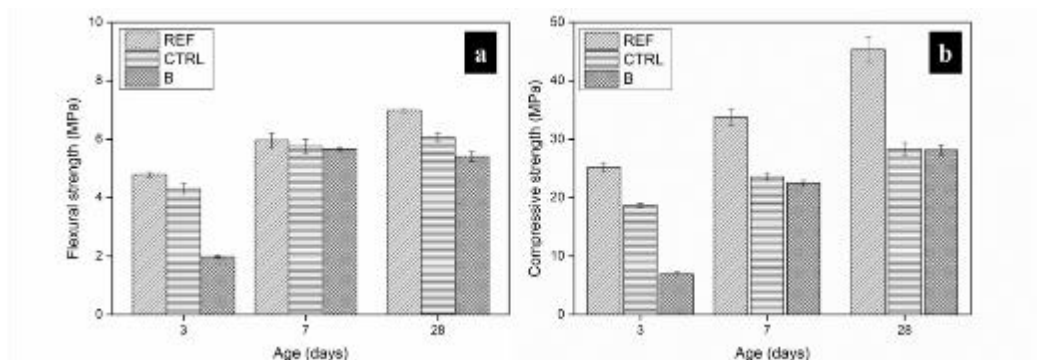 10
8
6
4
2
0
Flexural strength (MPa)
REF
CTRL
B
a
3 7 28
Age (days)
50
40
30
20
10
0
Compressive strength (MPa)
REF
CTRL
B
b
3 7 28
Age (days)